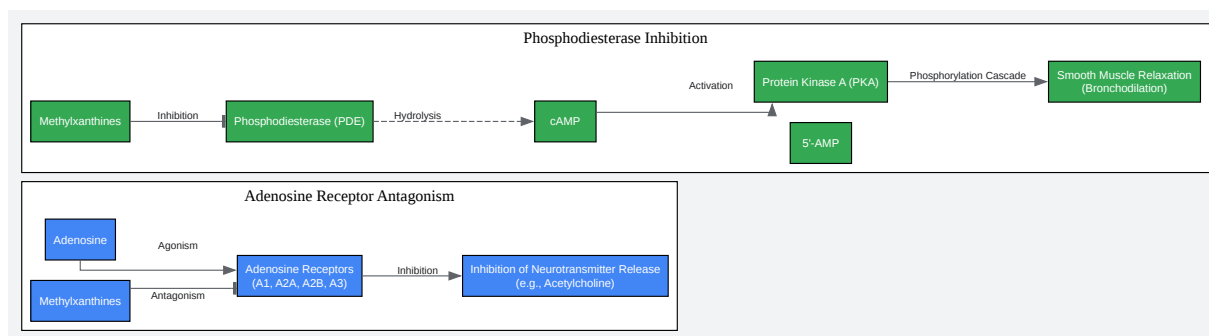 Phosphodiesterase Inhibition
Methylxanthines
Inhibition
Phosphodiesterase (PDE)
Hydrolysis
cAMP
Activation
Protein Kinase A (PKA)
Phosphorylation Cascade
Smooth Muscle Relaxation
(Bronchodilation)
5'-AMP
Adenosine Receptor Antagonism
Adenosine
Agonism
Methylxanthines
Antagonism
Adenosine Receptors
(A1, A2A, A2B, A3)
Inhibition
Inhibition of Neurotransmitter Release
(e.g., Acetylcholine)